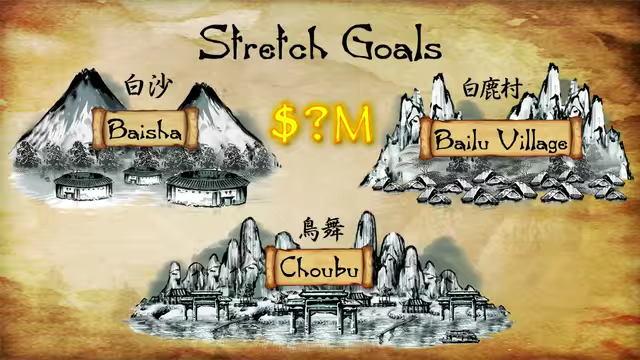 Stretch Goals
白沙
Baisha
$?M
白鹿村
Bailu Village
鳥舞
Choubu